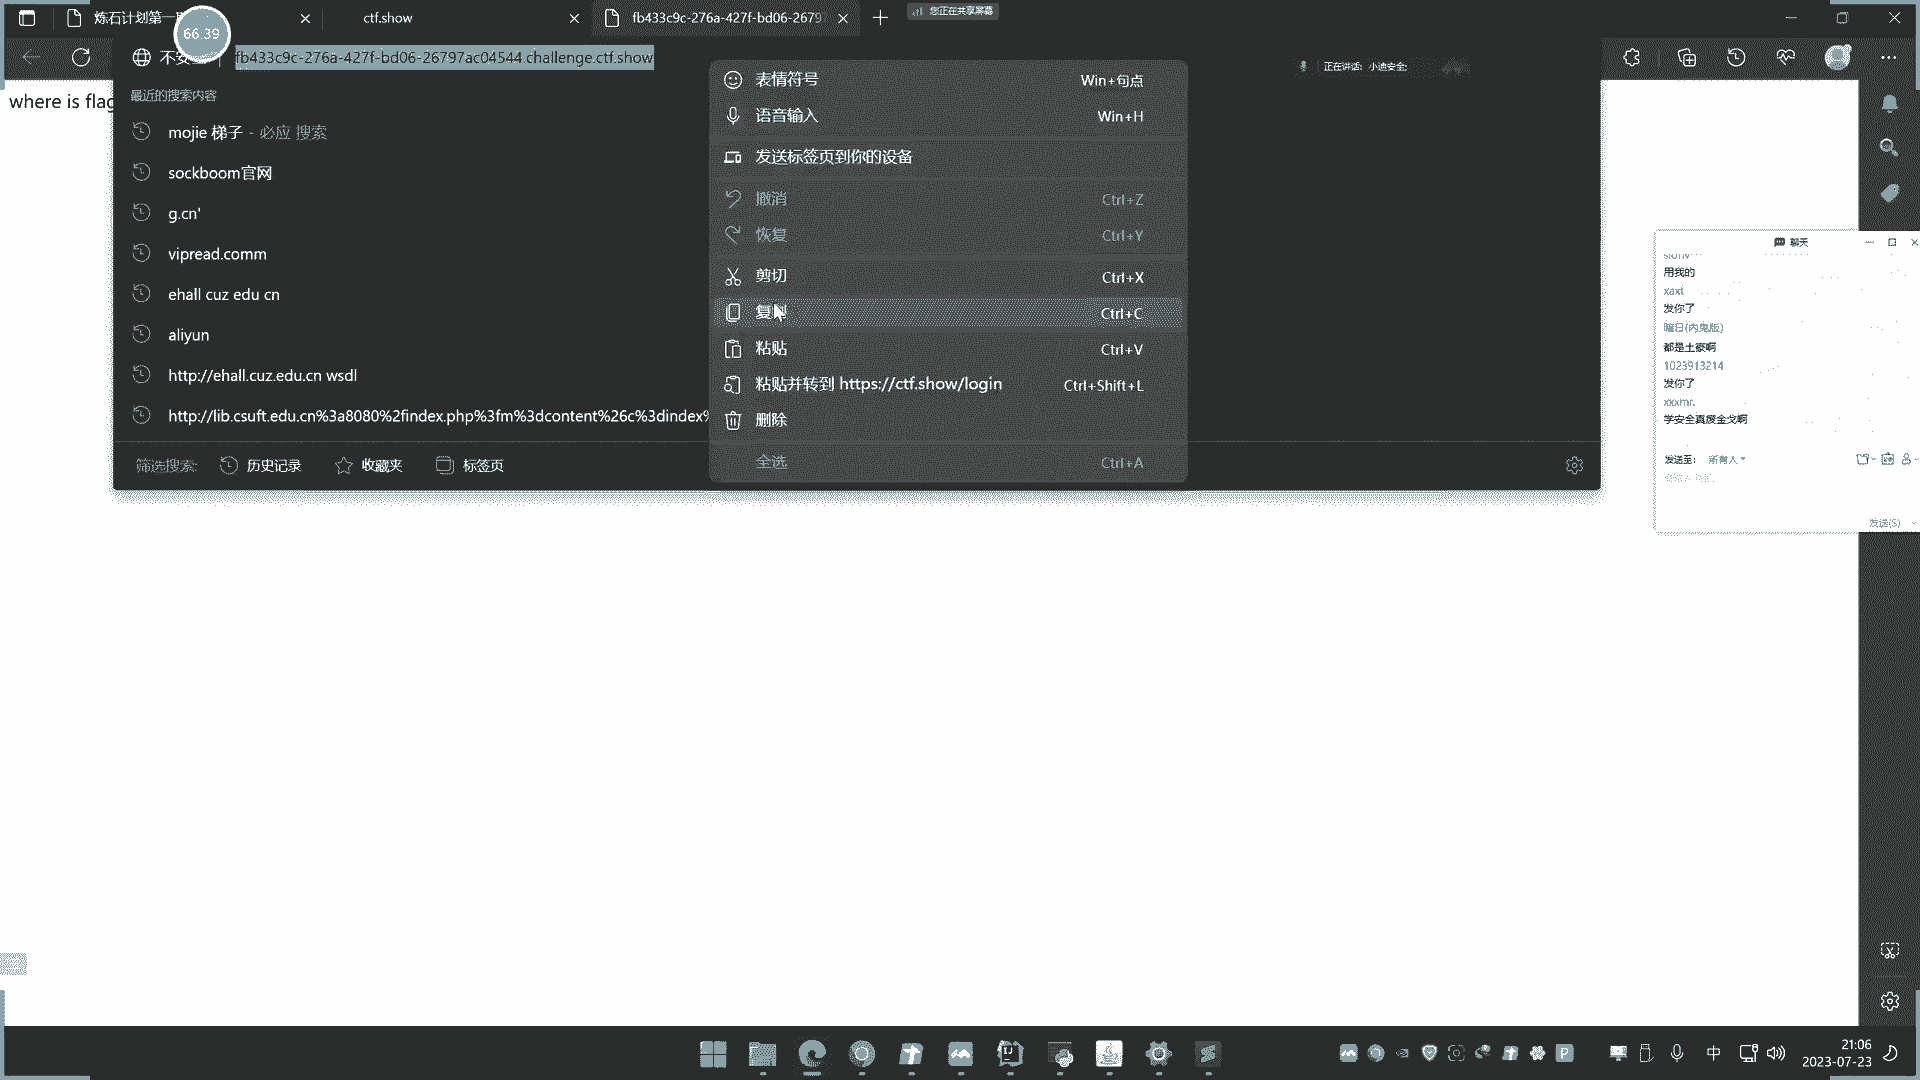 炼石计划第一
66:39
ctf.show
fb433c9c-276a-427f-bd06-2679
您正在共享屏幕
不安
fb433c9c-276a-427f-bd06-26797ac04544.challenge.ctf.show
正在讲话: 小迪安全;
where is flag
最近的搜索内容
mojie 梯子 - 必应 搜索
sockboom官网
g.cn'
vipread.comm
ehall cuz edu cn
aliyun
http://ehall.cuz.edu.cn wsdl
http://lib.csuft.edu.cn%3a8080%2findex.php%3fm%3dcontent%26c%3dindex%
筛选搜索:
历史记录
收藏夹
标签页
表情符号 Win+句点
语音输入 Win+H
发送标签页到你的设备
撤消 Ctrl+Z
恢复 Ctrl+Y
剪切 Ctrl+X
复制 Ctrl+C
粘贴 Ctrl+V
粘贴并转到 https://ctf.show/login Ctrl+Shift+L
删除
全选 Ctrl+A
聊天
用我的
xaxt
发你了
暗日(内鬼版)
都是土豪啊
1023913214
发你了
xxxmr.
学安全真废金戈啊
发送至: 所有人
发送(S)
中
21:06
2023-07-23